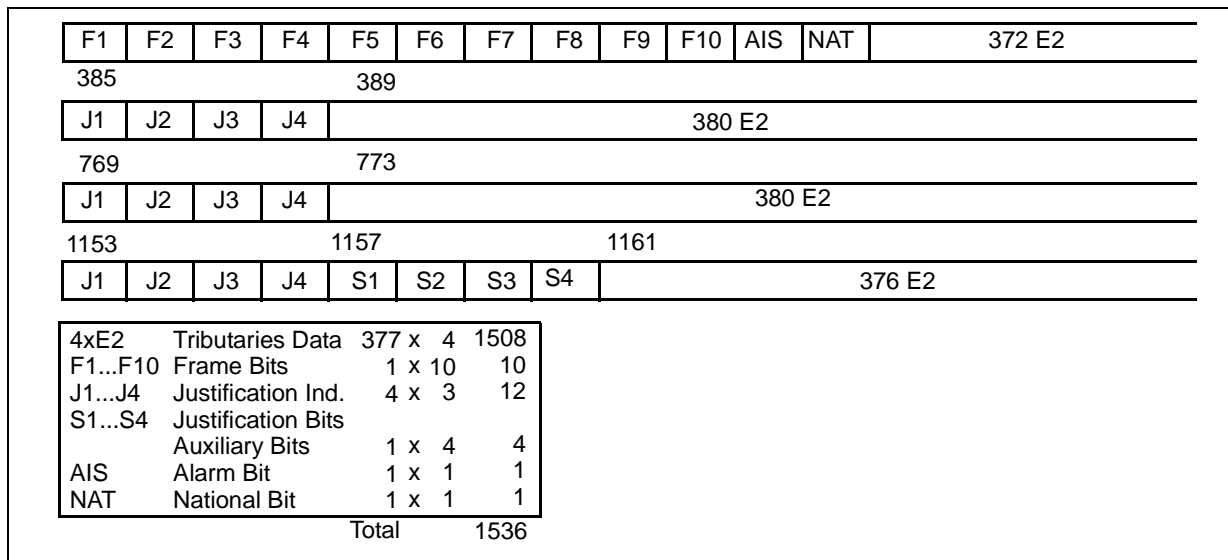 F1 F2 F3 F4 F5 F6 F7 F8 F9 F10 AIS NAT 372 E2
385 389
J1 J2 J3 J4 380 E2
769 773
J1 J2 J3 J4 380 E2
1153 1157 1161
J1 J2 J3 J4 S1 S2 S3 S4 376 E2
4xE2 Tributaries Data 377 x 4 1508
F1...F10 Frame Bits 1 x 10 10
J1...J4 Justification Ind. 4 x 3 12
S1...S4 Justification Bits
Auxiliary Bits 1 x 4 4
AIS Alarm Bit 1 x 1 1
NAT National Bit 1 x 1 1
Total 1536